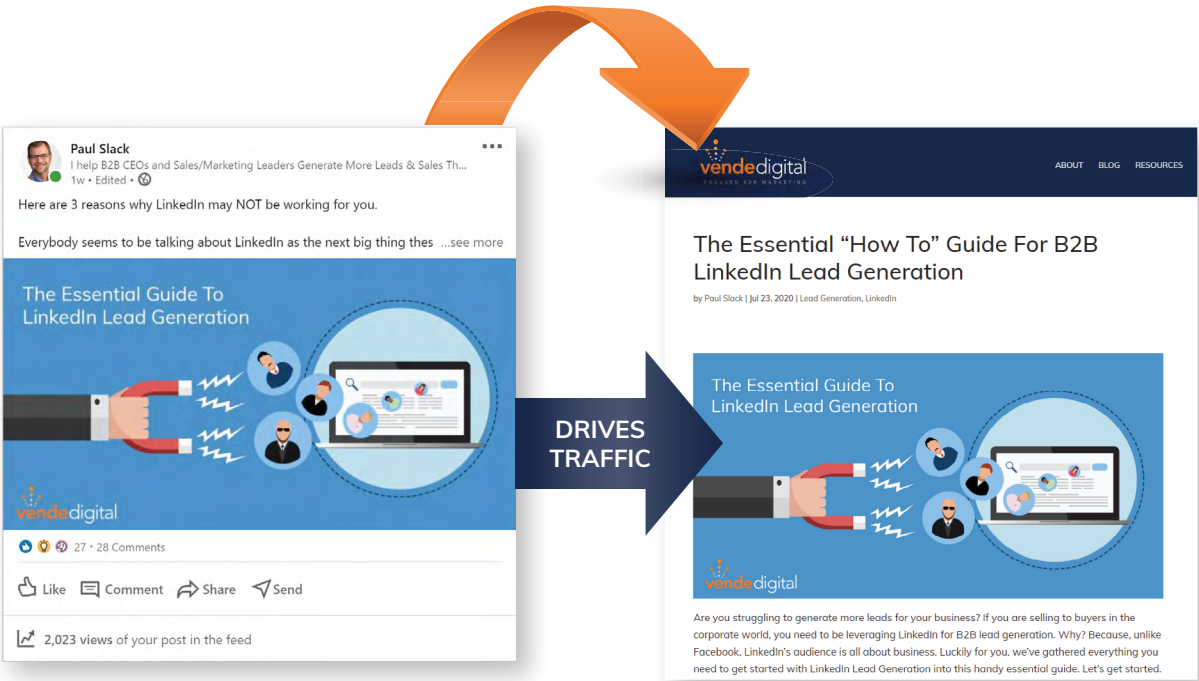 Paul Slack
I help B2B CEOs and Sales/Marketing Leaders Generate More Leads & Sales Th...
1w • Edited •
Here are 3 reasons why LinkedIn may NOT be working for you.
Everybody seems to be talking about LinkedIn as the next big thing thes ...see more
The Essential Guide To
LinkedIn Lead Generation
vendedigital
27 · 28 Comments
Like Comment Share Send
2,023 views of your post in the feed
DRIVES
TRAFFIC
vendedigital
FOCUSED B2B MARKETING
ABOUT BLOG RESOURCES
The Essential “How To” Guide For B2B
LinkedIn Lead Generation
by Paul Slack | Jul 23, 2020 | Lead Generation, LinkedIn
The Essential Guide To
LinkedIn Lead Generation
vendedigital
Are you struggling to generate more leads for your business? If you are selling to buyers in the
corporate world, you need to be leveraging LinkedIn for B2B lead generation. Why? Because, unlike
Facebook, LinkedIn’s audience is all about business. Luckily for you, we’ve gathered everything you
need to get started with LinkedIn Lead Generation into this handy essential guide. Let’s get started.